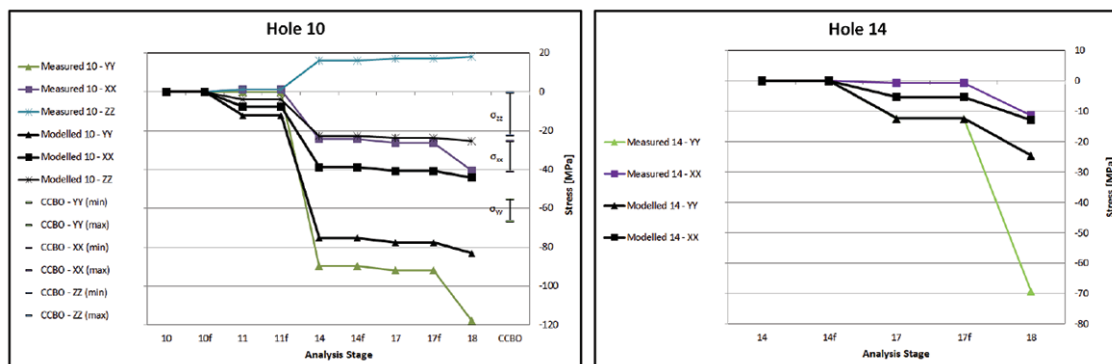 Hole 10
Measured 10 - YY
Measured 10 - XX
Measured 10 - ZZ
Modelled 10 - YY
Modelled 10 - XX
Modelled 10 - ZZ
CCBO - YY (min)
CCBO - YY (max)
CCBO - XX (min)
CCBO - XX (max)
CCBO - ZZ (min)
CCBO - ZZ (max)
20
0
-20
-40
-60
-80
-100
-120
Stress [MPa]
σzz
σxx
σyy
10 10f 11 11f 14 14f 17 17f 18 CCBO
Analysis Stage
Hole 14
Measured 14 - YY
Measured 14 - XX
Modelled 14 - YY
Modelled 14 - XX
10
0
-10
-20
-30
-40
-50
-60
-70
-80
Stress [MPa]
14 14f 17 17f 18
Analysis Stage